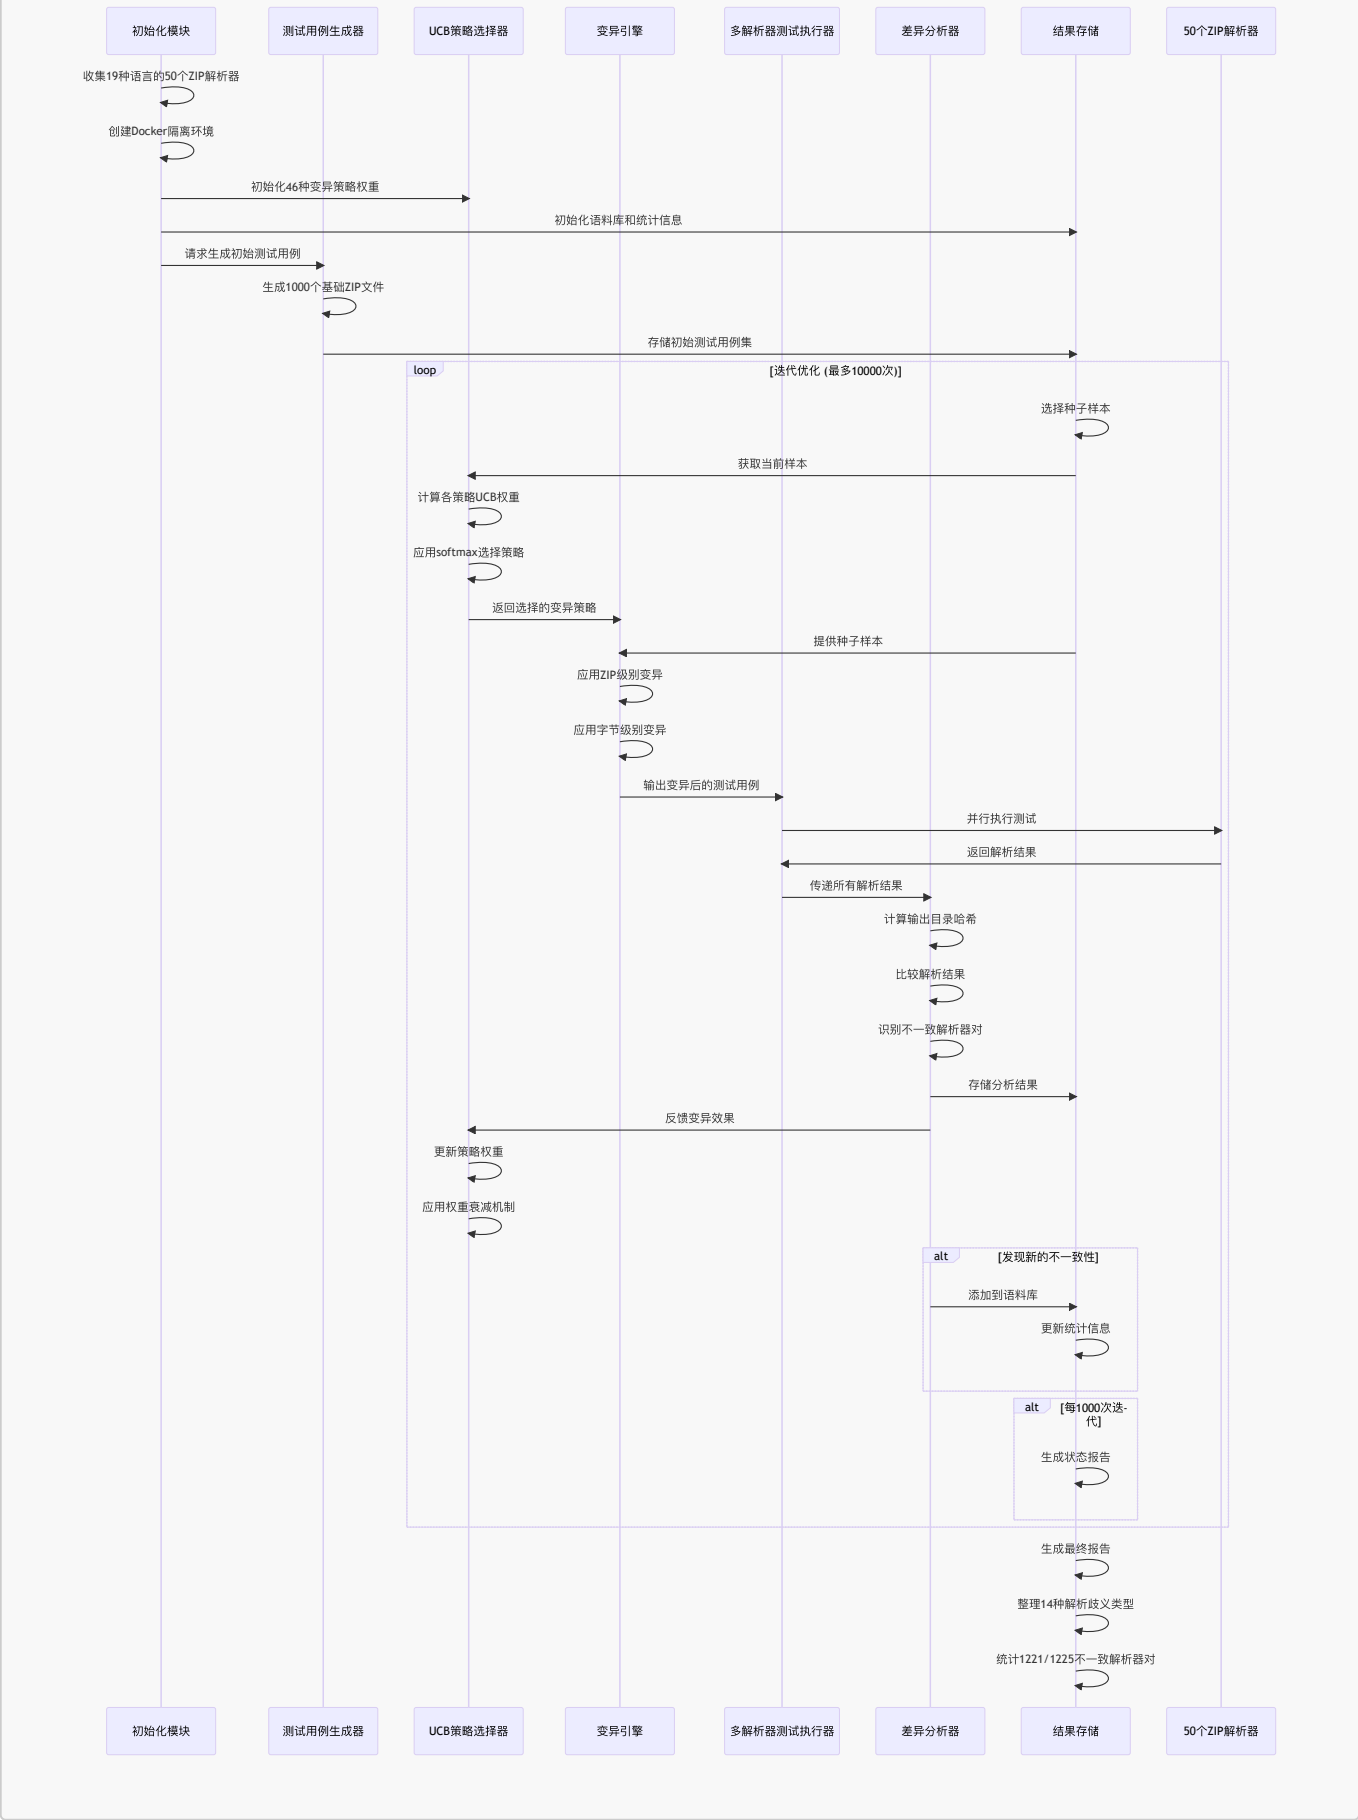 初始化模块
测试用例生成器
UCB策略选择器
变异引擎
多解析器测试执行器
差异分析器
结果存储
50个ZIP解析器
收集19种语言的50个ZIP解析器
创建Docker隔离环境
初始化46种变异策略权重
初始化语料库和统计信息
请求生成初始测试用例
生成1000个基础ZIP文件
存储初始测试用例集
loop
[迭代优化 (最多10000次)]
选择种子样本
获取当前样本
计算各策略UCB权重
应用softmax选择策略
返回选择的变异策略
提供种子样本
应用ZIP级别变异
应用字节级别变异
输出变异后的测试用例
并行执行测试
返回解析结果
传递所有解析结果
计算输出目录哈希
比较解析结果
识别不一致解析器对
存储分析结果
反馈变异效果
更新策略权重
应用权重衰减机制
alt
[发现新的不一致性]
添加到语料库
更新统计信息
alt
[每1000次迭-
代]
生成状态报告
生成最终报告
整理14种解析歧义类型
统计1221/1225不一致解析器对
初始化模块
测试用例生成器
UCB策略选择器
变异引擎
多解析器测试执行器
差异分析器
结果存储
50个ZIP解析器